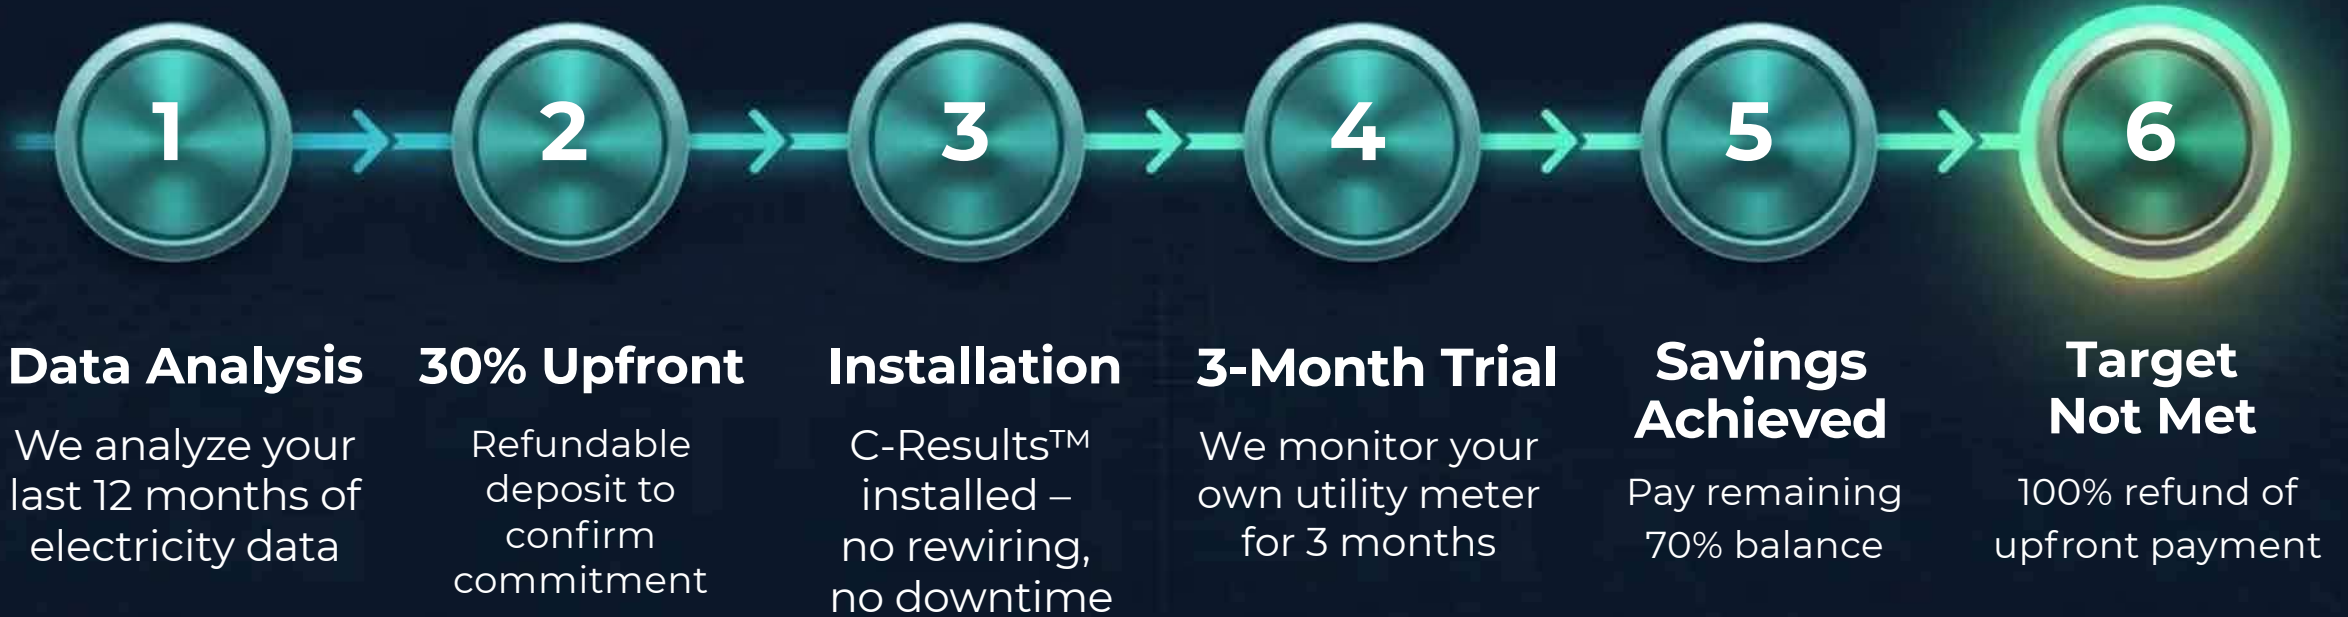 1
2
3
4
5
6
Data Analysis
We analyze your
last 12 months of
electricity data
30% Upfront
Refundable
deposit to
confirm
commitment
Installation
C-Results™
installed –
no rewiring,
no downtime
3-Month Trial
We monitor your
own utility meter
for 3 months
Savings
Achieved
Pay remaining
70% balance
Target
Not Met
100% refund of
upfront payment